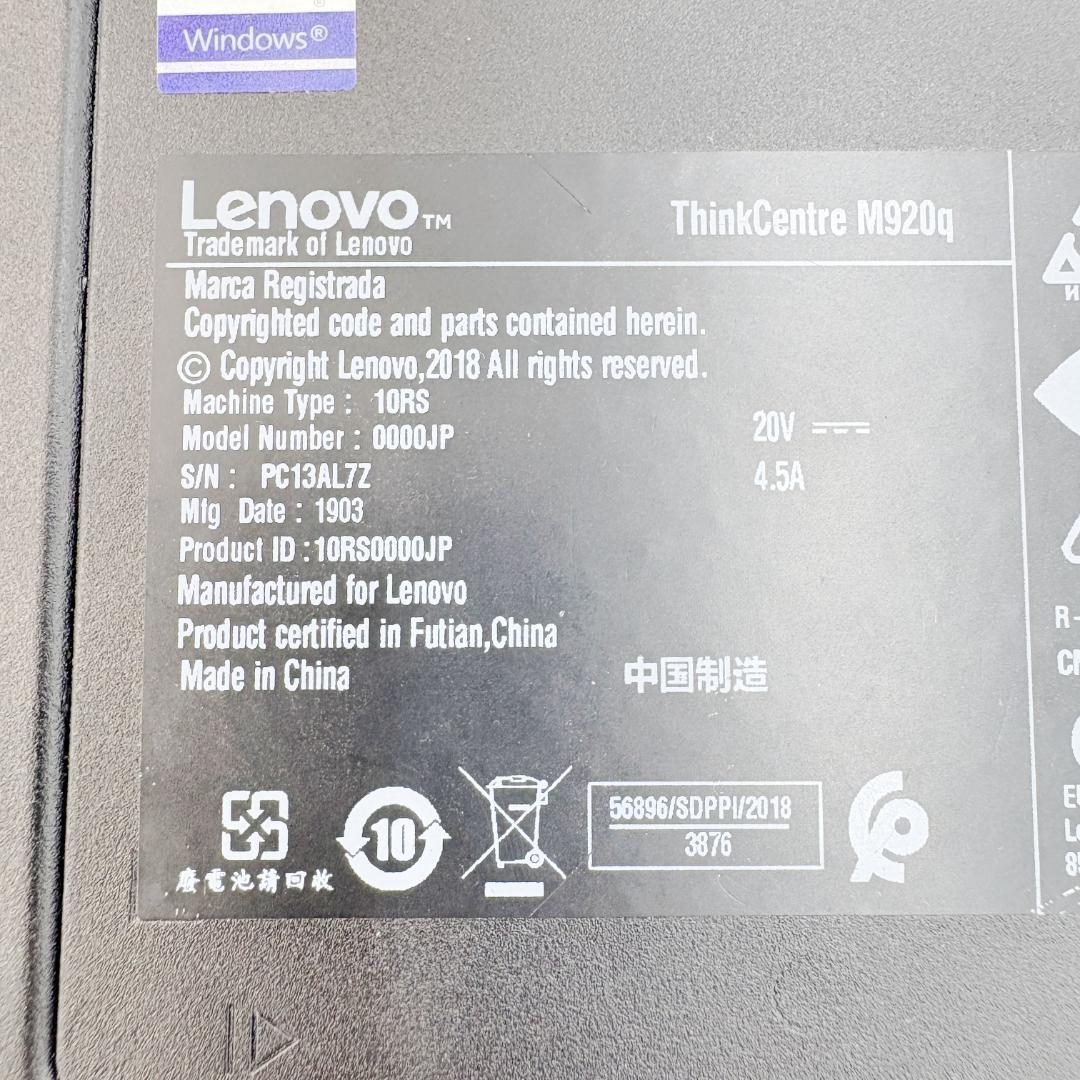 Windows®
Lenovo™
ThinkCentre M920q
Trademark of Lenovo
Marca Registrada
Copyrighted code and parts contained herein.
© Copyright Lenovo,2018 All rights reserved.
Machine Type : 10RS
Model Number : 0000JP
20V
S/N : PC13AL7Z
4.5A
Mfg Date : 1903
Product ID :10RS0000JP
Manufactured for Lenovo
Product certified in Futian,China
Made in China
中国制造
10
56896/SDPPI/2018
3876
廢電池請回收